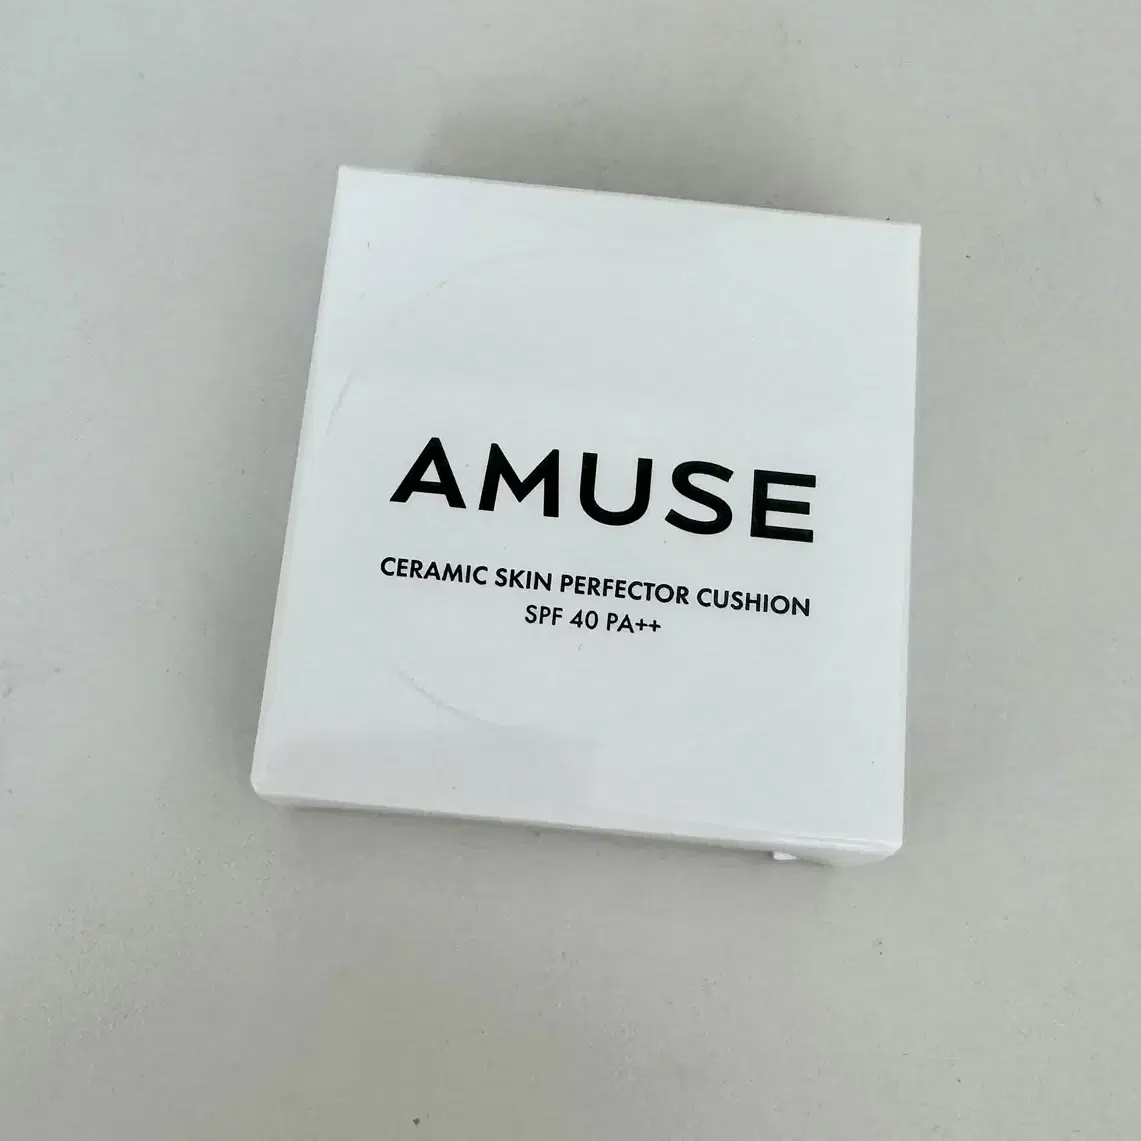 AMUSE
CERAMIC SKIN PERFECTOR CUSHION
SPF 40 PA++